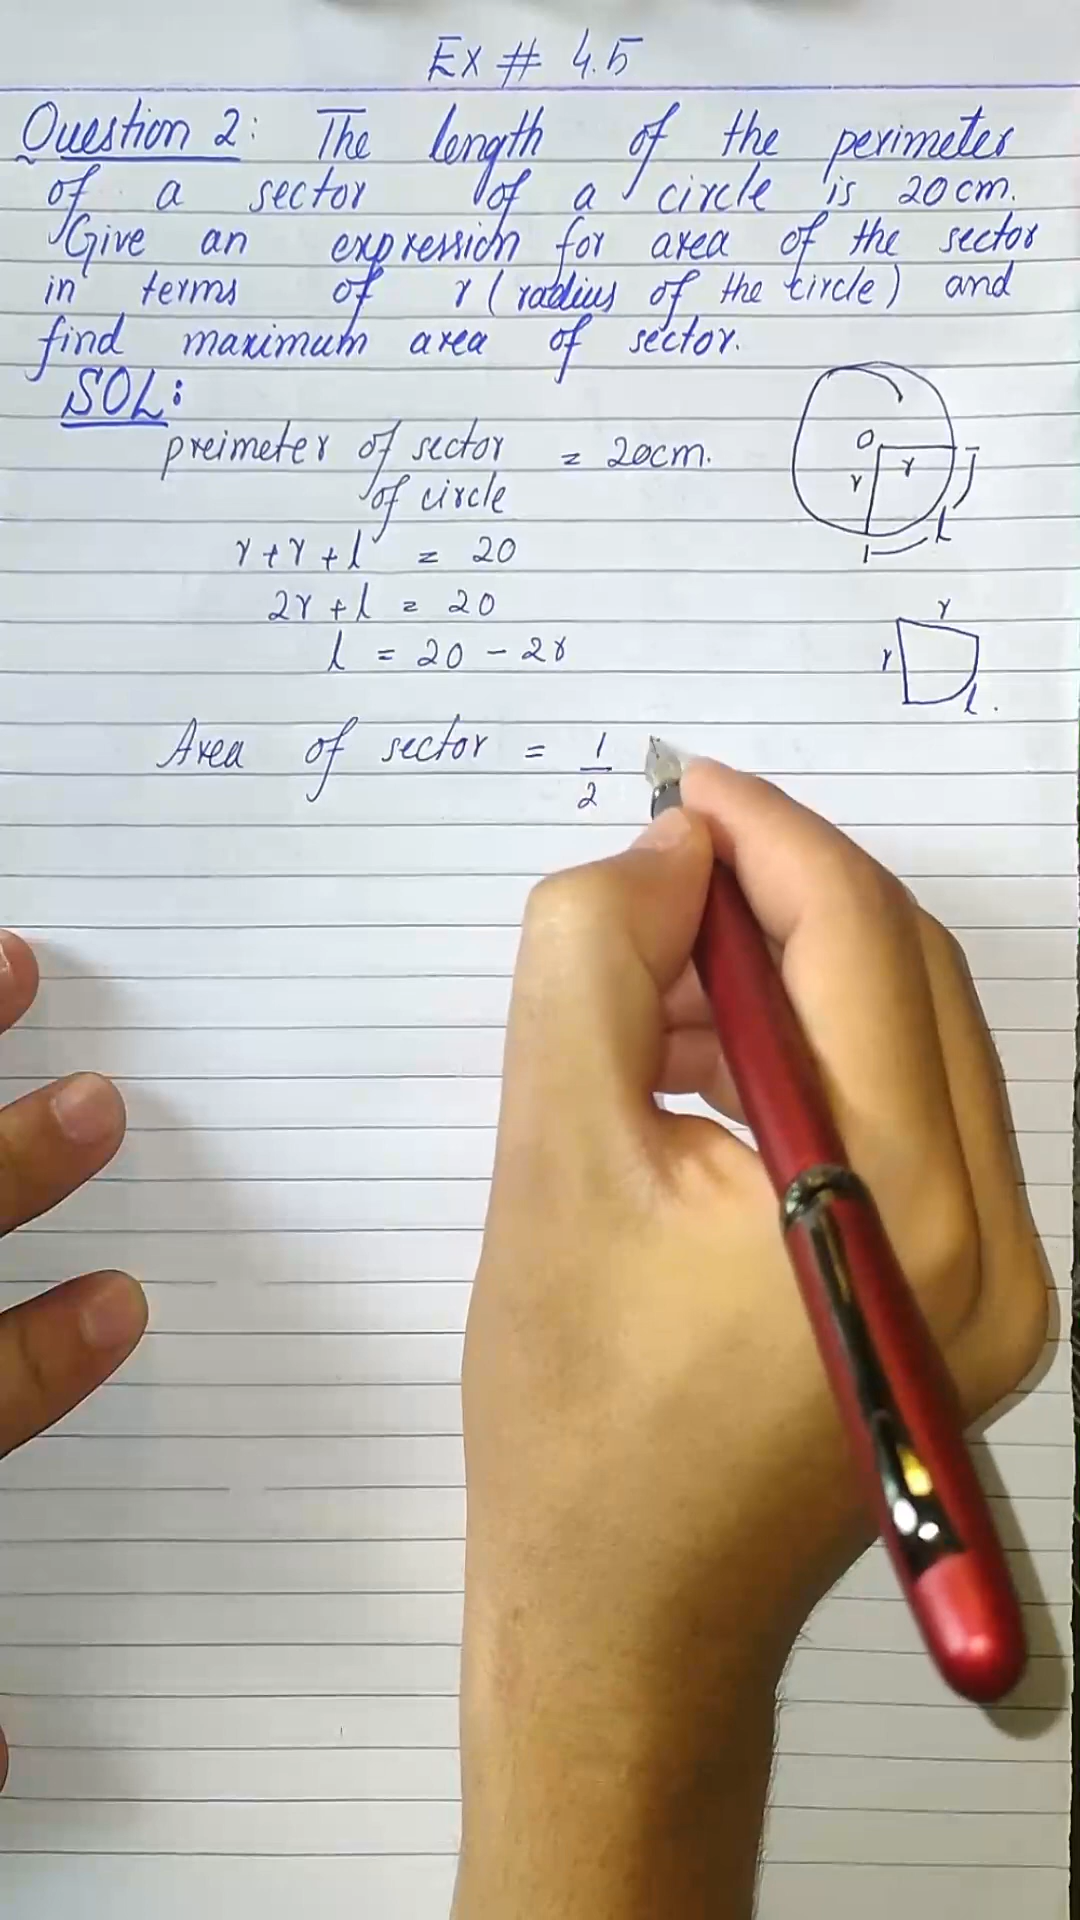 Ex # 4.5
Question 2: The length of the perimeter
of a sector of a circle is 20cm.
Give an expression for area of the sector
in terms of r (radius of the circle) and
find maximum area of sector.
SOL:
preimeter of sector = 20cm.
of circle
r + r + l = 20
2r + l = 20
l = 20 - 2r
Area of sector = 1/2
O
r
r
l
r
r
l.